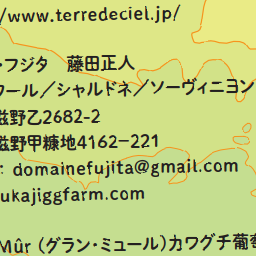 /www.terredeciel.jp/
・フジタ　藤田正人
ワール／シャルドネ／ソーヴィニヨン
滋野乙2682-2
滋野甲糠地4162-221
: domainefujita@gmail.com
ukajiggfarm.com
Mûr (グラン・ミュール)カワグチ葡萄